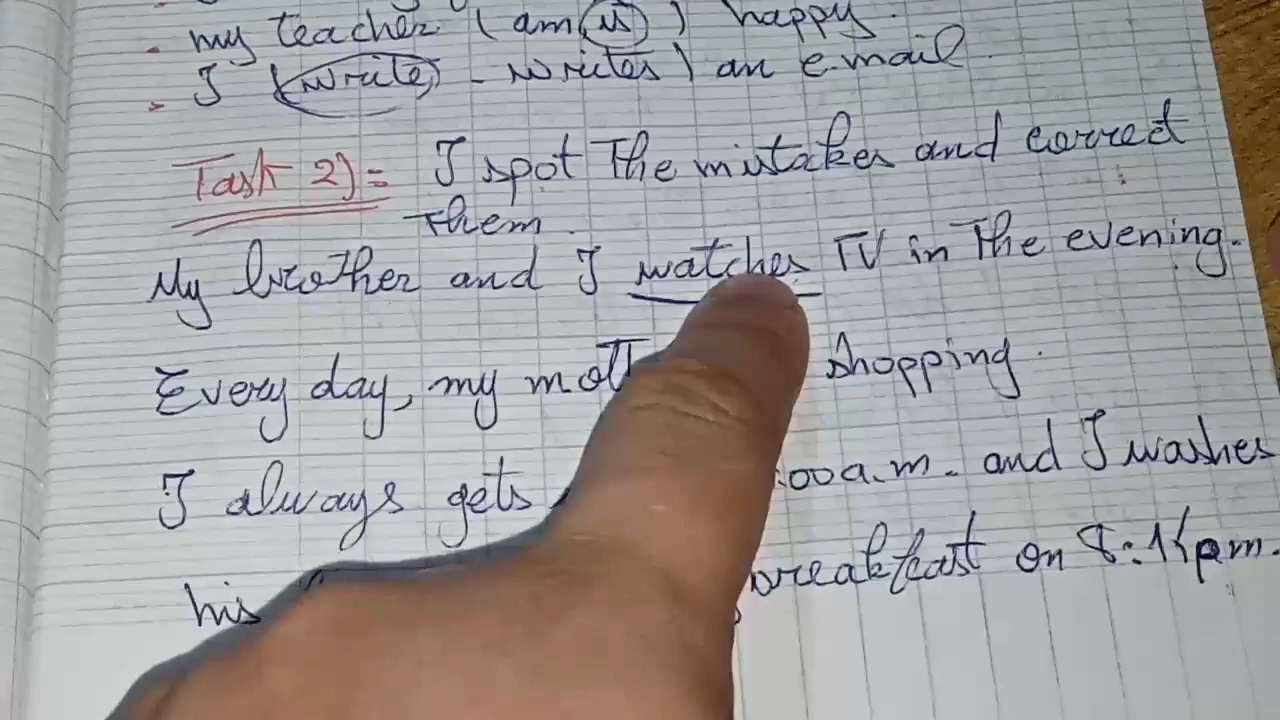 my teacher (am is) happy.
I (write - writes) an e.mail
Task 2)= I spot The mistakes and correct
them.
My brother and I watches TV in The evening.
Every day, my shopping.
I always gets :00 a.m. and I washes
his breakfast on 8:15 pm.